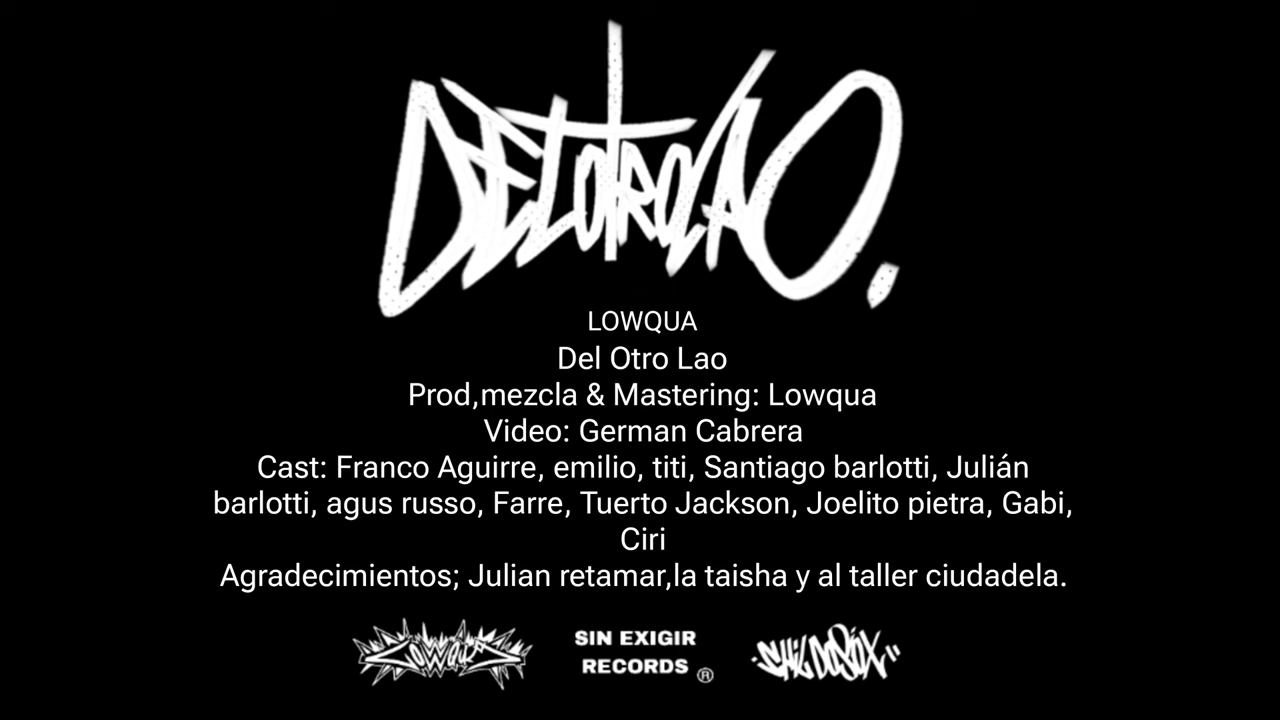 DELOTROLAO.
LOWQUA
Del Otro Lao
Prod,mezcla & Mastering: Lowqua
Video: German Cabrera
Cast: Franco Aguirre, emilio, titi, Santiago barlotti, Julián
barlotti, agus russo, Farre, Tuerto Jackson, Joelito pietra, Gabi,
Ciri
Agradecimientos; Julian retamar,la taisha y al taller ciudadela.
LOWQUA
SIN EXIGIR
RECORDS ®